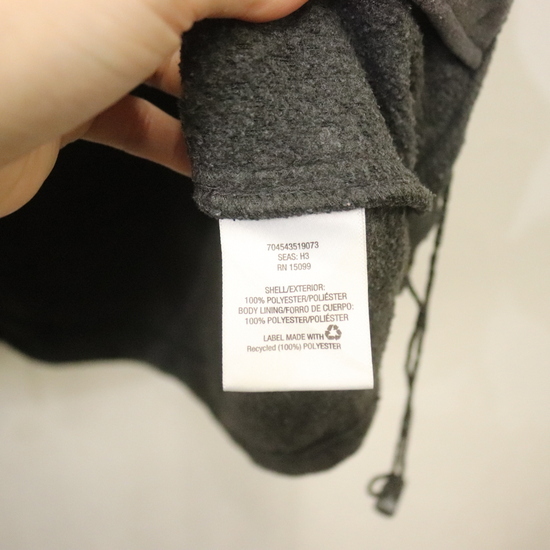 704543519073
SEAS: H3
RN 15099
SHELL/EXTERIOR:
100% POLYESTER/POLIÉSTER
BODY LINING/FORRO DE CUERPO:
100% POLYESTER/POLIÉSTER
LABEL MADE WITH
Recycled (100%) POLYESTER